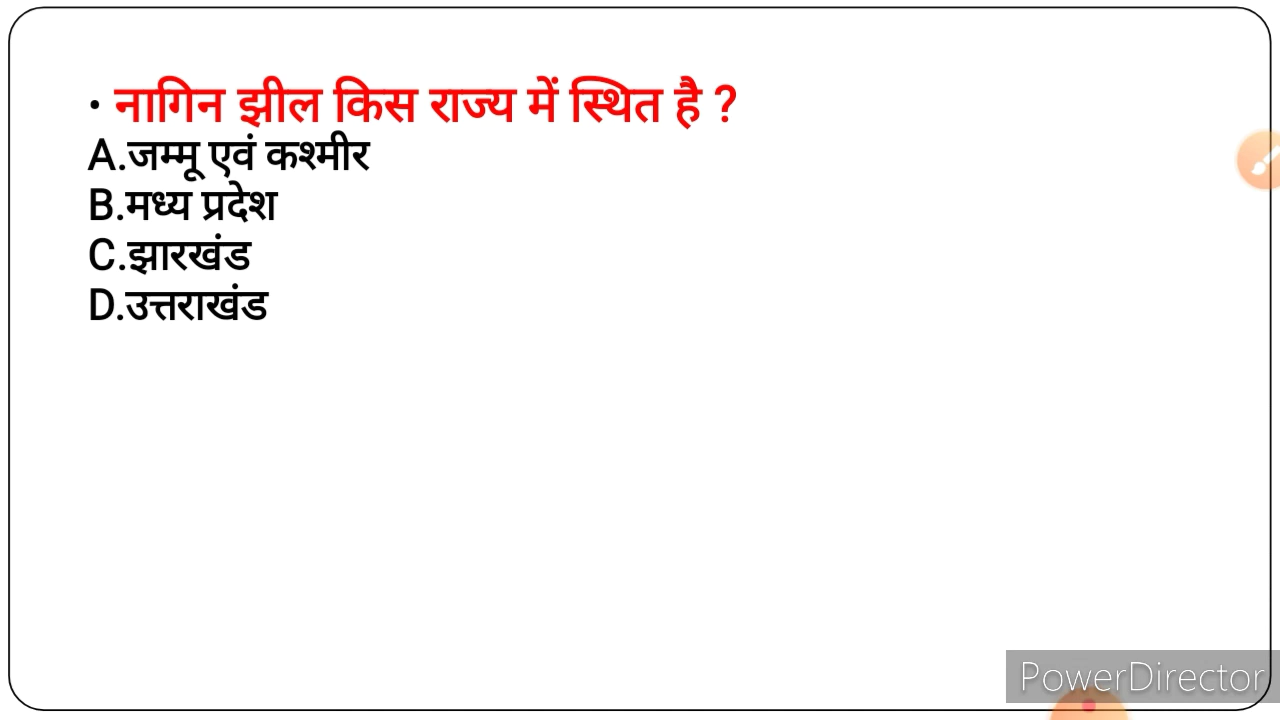 • नागिन झील किस राज्य में स्थित है ?
A.जम्मू एवं कश्मीर
B.मध्य प्रदेश
C.झारखंड
D.उत्तराखंड
PowerDirector